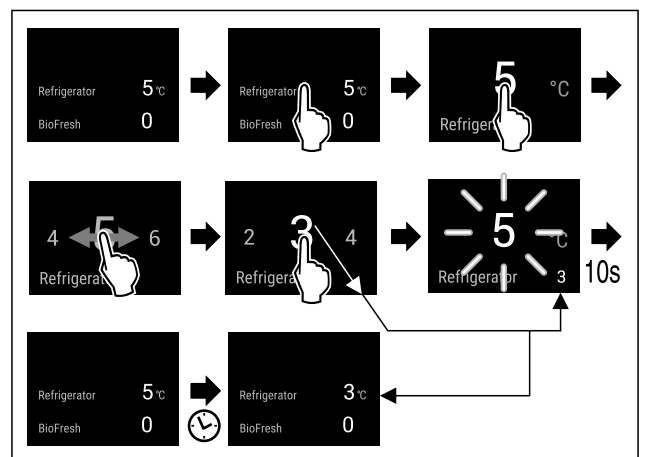 Refrigerator 5 °C
BioFresh 0
Refrigerator 5 °C
BioFresh 0
5 °C
Refriger
4 5 6
Refrigerat
2 3 4
Refrigera
5 °C
Refrigerator 3
10s
Refrigerator 5 °C
BioFresh 0
Refrigerator 3 °C
BioFresh 0